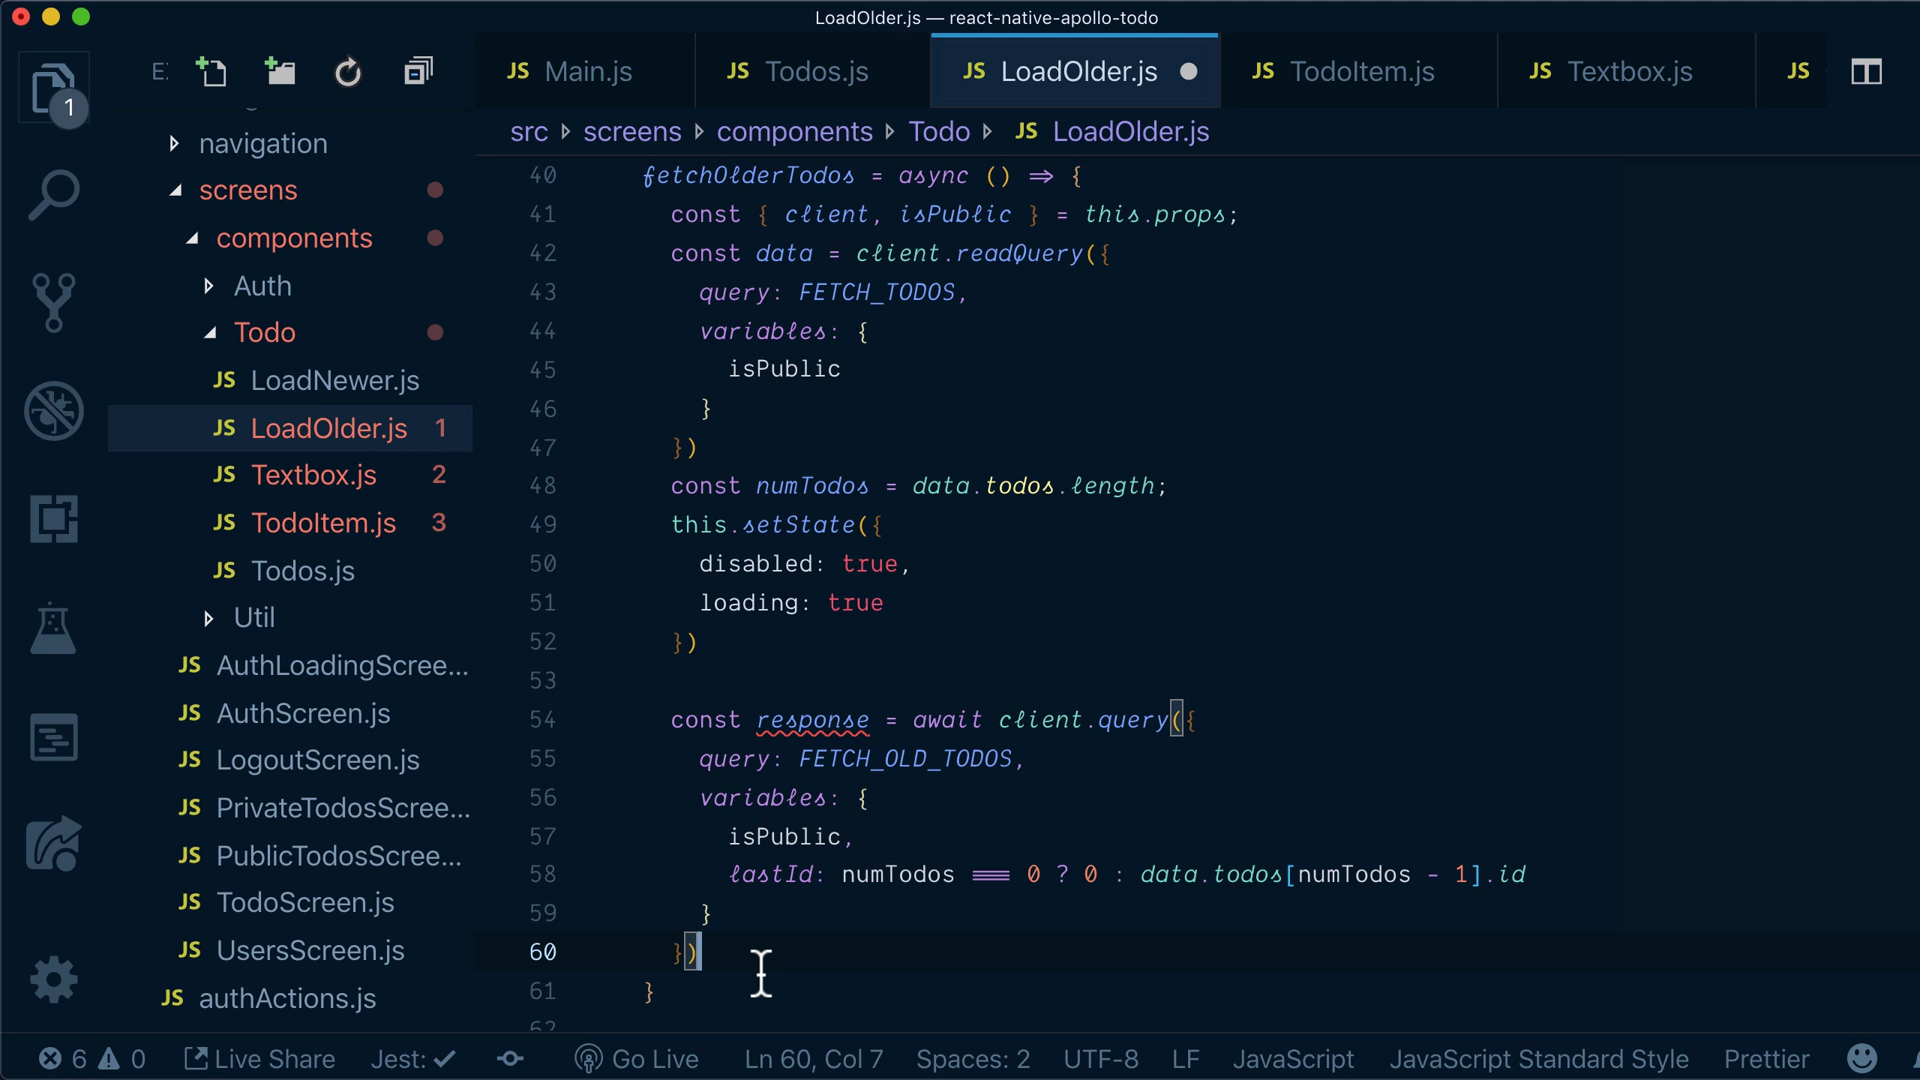 LoadOlder.js — react-native-apollo-todo
1
E:
JS Main.js
JS Todos.js
JS LoadOlder.js
JS TodoItem.js
JS Textbox.js
JS
src screens components Todo JS LoadOlder.js
navigation
screens
components
Auth
Todo
JS LoadNewer.js
JS LoadOlder.js 1
JS Textbox.js 2
JS TodoItem.js 3
JS Todos.js
Util
JS AuthLoadingScree...
JS AuthScreen.js
JS LogoutScreen.js
JS PrivateTodosScree...
JS PublicTodosScree...
JS TodoScreen.js
JS UsersScreen.js
JS authActions.js
40 fetchOlderTodos = async () => {
41 const { client, isPublic } = this.props;
42 const data = client.readQuery({
43 query: FETCH_TODOS,
44 variables: {
45 isPublic
46 }
47 })
48 const numTodos = data.todos.length;
49 this.setState({
50 disabled: true,
51 loading: true
52 })
53
54 const response = await client.query({
55 query: FETCH_OLD_TODOS,
56 variables: {
57 isPublic,
58 lastId: numTodos === 0 ? 0 : data.todos[numTodos - 1].id
59 }
60 })
61 }
62
6 0 Live Share Jest: ✓ Go Live Ln 60, Col 7 Spaces: 2 UTF-8 LF JavaScript JavaScript Standard Style Prettier